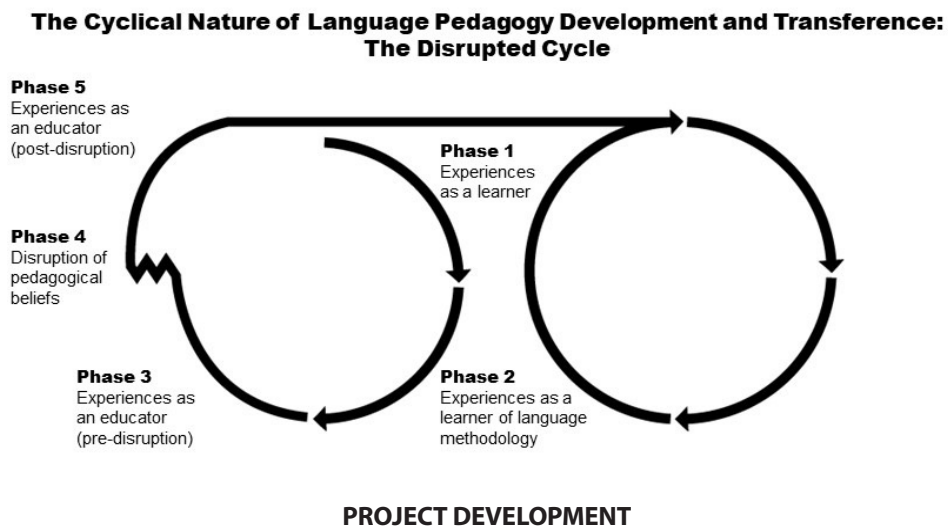 The Cyclical Nature of Language Pedagogy Development and Transference:
The Disrupted Cycle
Phase 5
Experiences as
an educator
(post-disruption)
Phase 1
Experiences
as a learner
Phase 4
Disruption of
pedagogical
beliefs
Phase 3
Experiences as
an educator
(pre-disruption)
Phase 2
Experiences as a
learner of language
methodology
PROJECT DEVELOPMENT